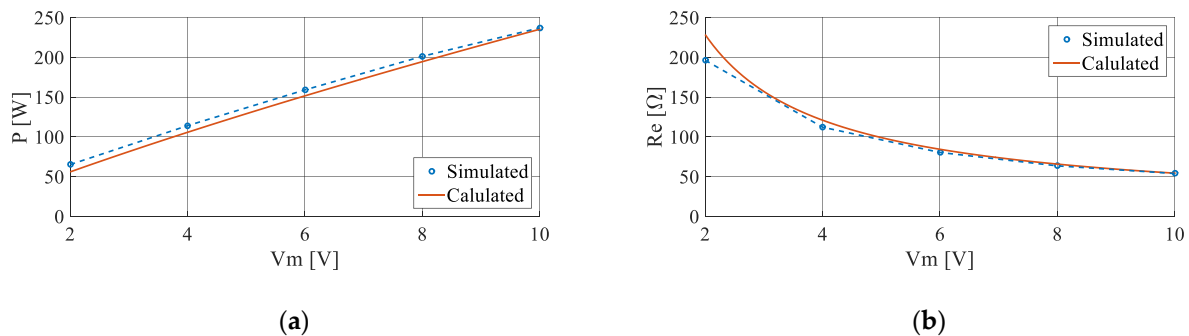 250
200
150
100
50
0
P [W]
Simulated
Calulated
2 4 6 8 10
Vm [V]
(a)
250
200
150
100
50
0
Re [Ω]
Simulated
Calulated
2 4 6 8 10
Vm [V]
(b)